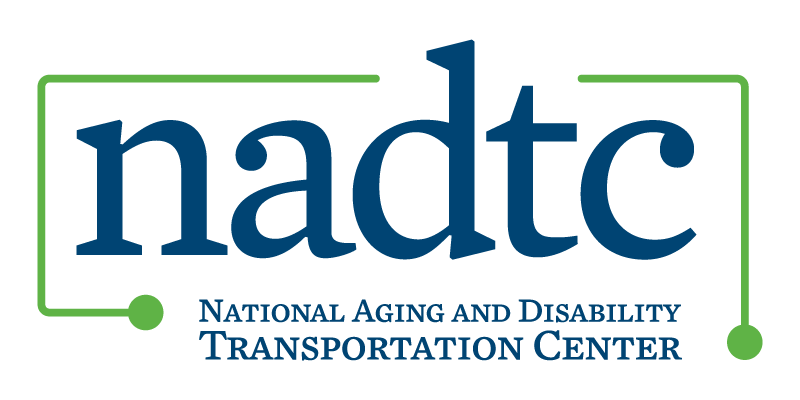 nadtc
National Aging and Disability
Transportation Center